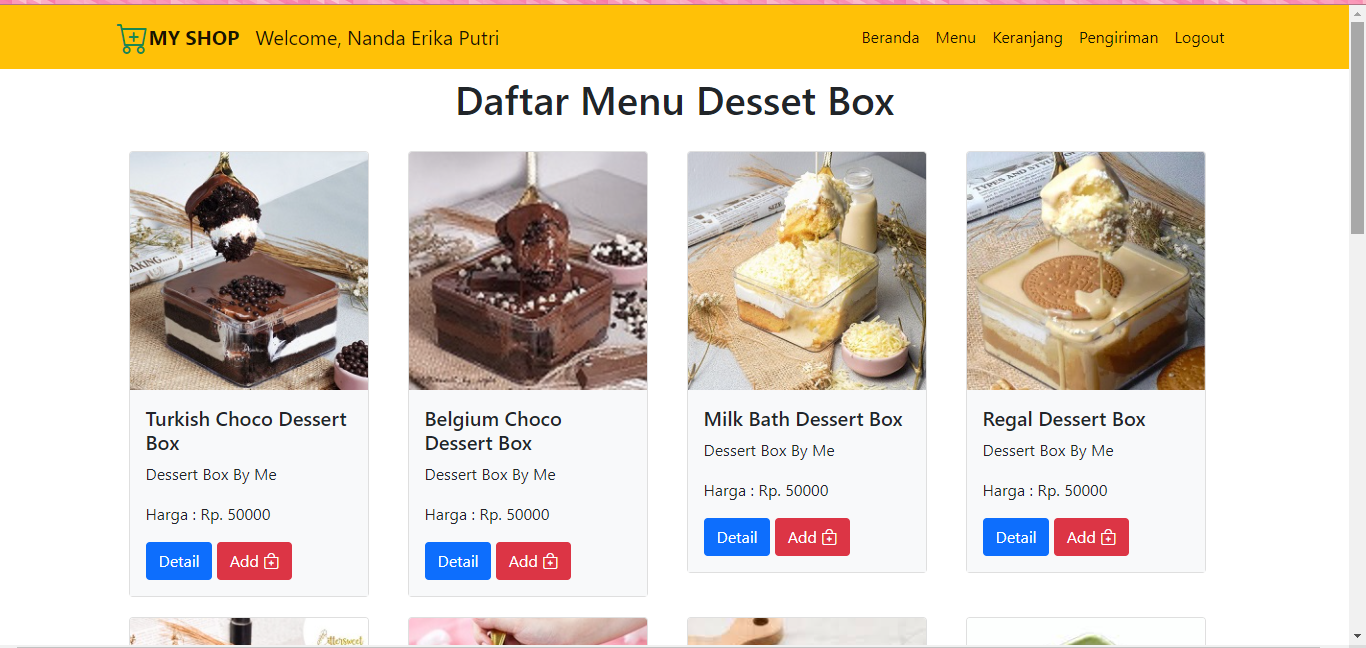 MY SHOP Welcome, Nanda Erika Putri Beranda Menu Keranjang Pengiriman Logout
Daftar Menu Desset Box
Turkish Choco Dessert
Box
Dessert Box By Me
Harga : Rp. 50000
Detail Add
Belgium Choco
Dessert Box
Dessert Box By Me
Harga : Rp. 50000
Detail Add
Milk Bath Dessert Box
Dessert Box By Me
Harga : Rp. 50000
Detail Add
Regal Dessert Box
Dessert Box By Me
Harga : Rp. 50000
Detail Add
Bittersweet